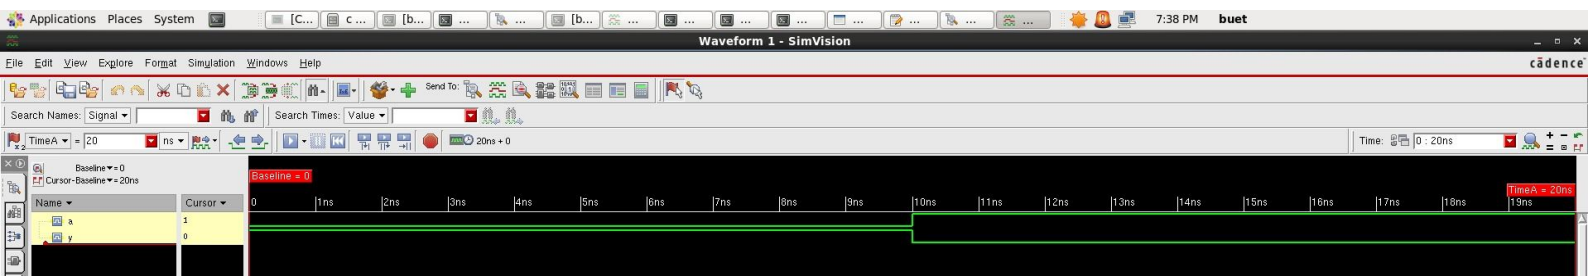 Applications Places System [C... c ... [b... ... ... [b... ... ... ... ... ... ... ... ... 7:38 PM buet
Waveform 1 - SimVision
File Edit View Explore Format Simulation Windows Help cādence
Send To:
Search Names: Signal Search Times: Value
x2 TimeA = 20 ns 20ns + 0 Time: 0 : 20ns
Baseline = 0
Cursor-Baseline = 20ns
Baseline = 0
TimeA = 20ns
Name Cursor 0 1ns 2ns 3ns 4ns 5ns 6ns 7ns 8ns 9ns 10ns 11ns 12ns 13ns 14ns 15ns 16ns 17ns 18ns 19ns
a 1
y 0